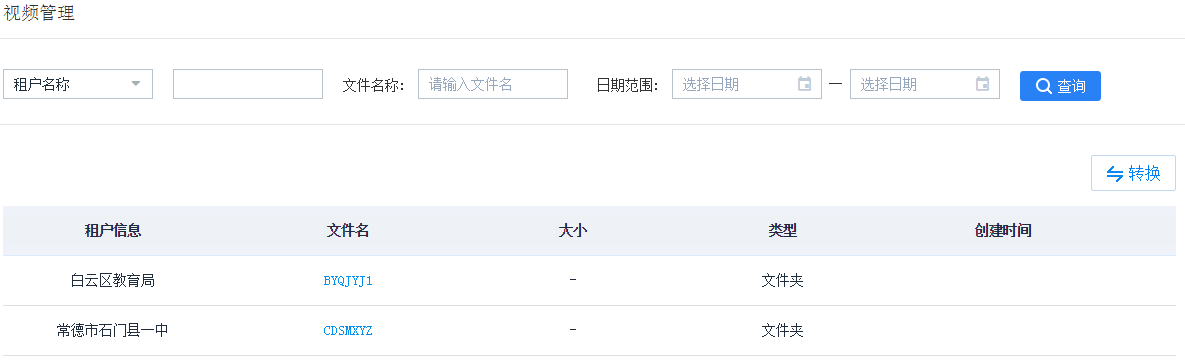 视频管理
租户名称 文件名称: 请输入文件名 日期范围: 选择日期 — 选择日期 查询
转换
租户信息 文件名 大小 类型 创建时间
白云区教育局 BYQJYJ1 - 文件夹
常德市石门县一中 CDSMXYZ - 文件夹